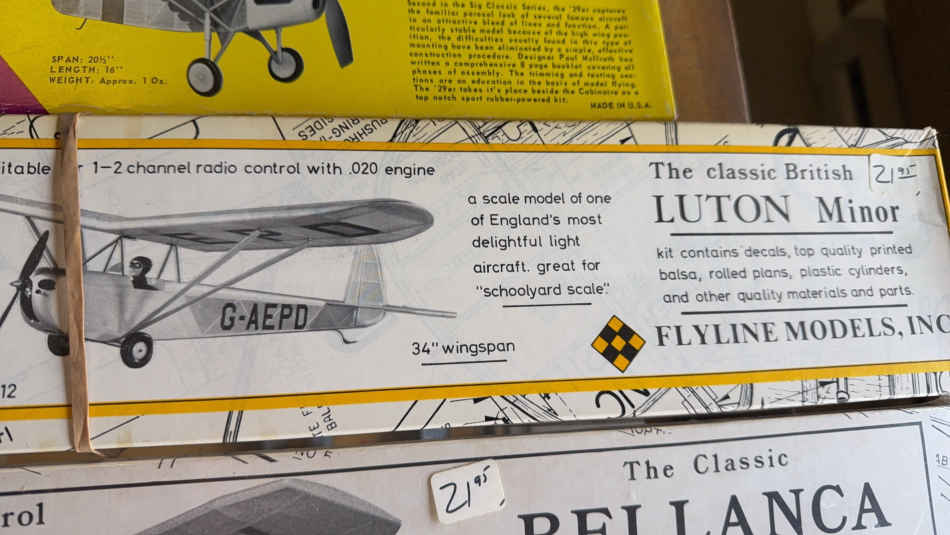 Second in the Sig Classic Series, the '29er captures
the familiar parasol look of several famous aircraft
in an attractive blend of lines and function. A par-
ticularly stable model because of the high wing pos-
ition, the difficulties usually found in this type of
mounting have been eliminated by a simple, effective
construction procedure. Designer Paul McIlrath has
written a comprehensive 8 page booklet covering all
phases of assembly. The trimming and testing sec-
tions are an education in the basics of model flying.
The '29er takes it's place beside the Cabinaire as a
top notch sport rubber-powered kit.
MADE IN U.S.A.
SPAN: 20½"
LENGTH: 16"
WEIGHT: Approx. 1 Oz.
1-2 channel radio control with .020 engine
a scale model of one
of England's most
delightful light
aircraft. great for
"schoolyard scale".
34" wingspan
G-AEPD
The classic British
21.95
LUTON Minor
kit contains decals, top quality printed
balsa, rolled plans, plastic cylinders,
and other quality materials and parts.
FLYLINE MODELS, INC
12
21.95
The Classic
BELLANCA
rol